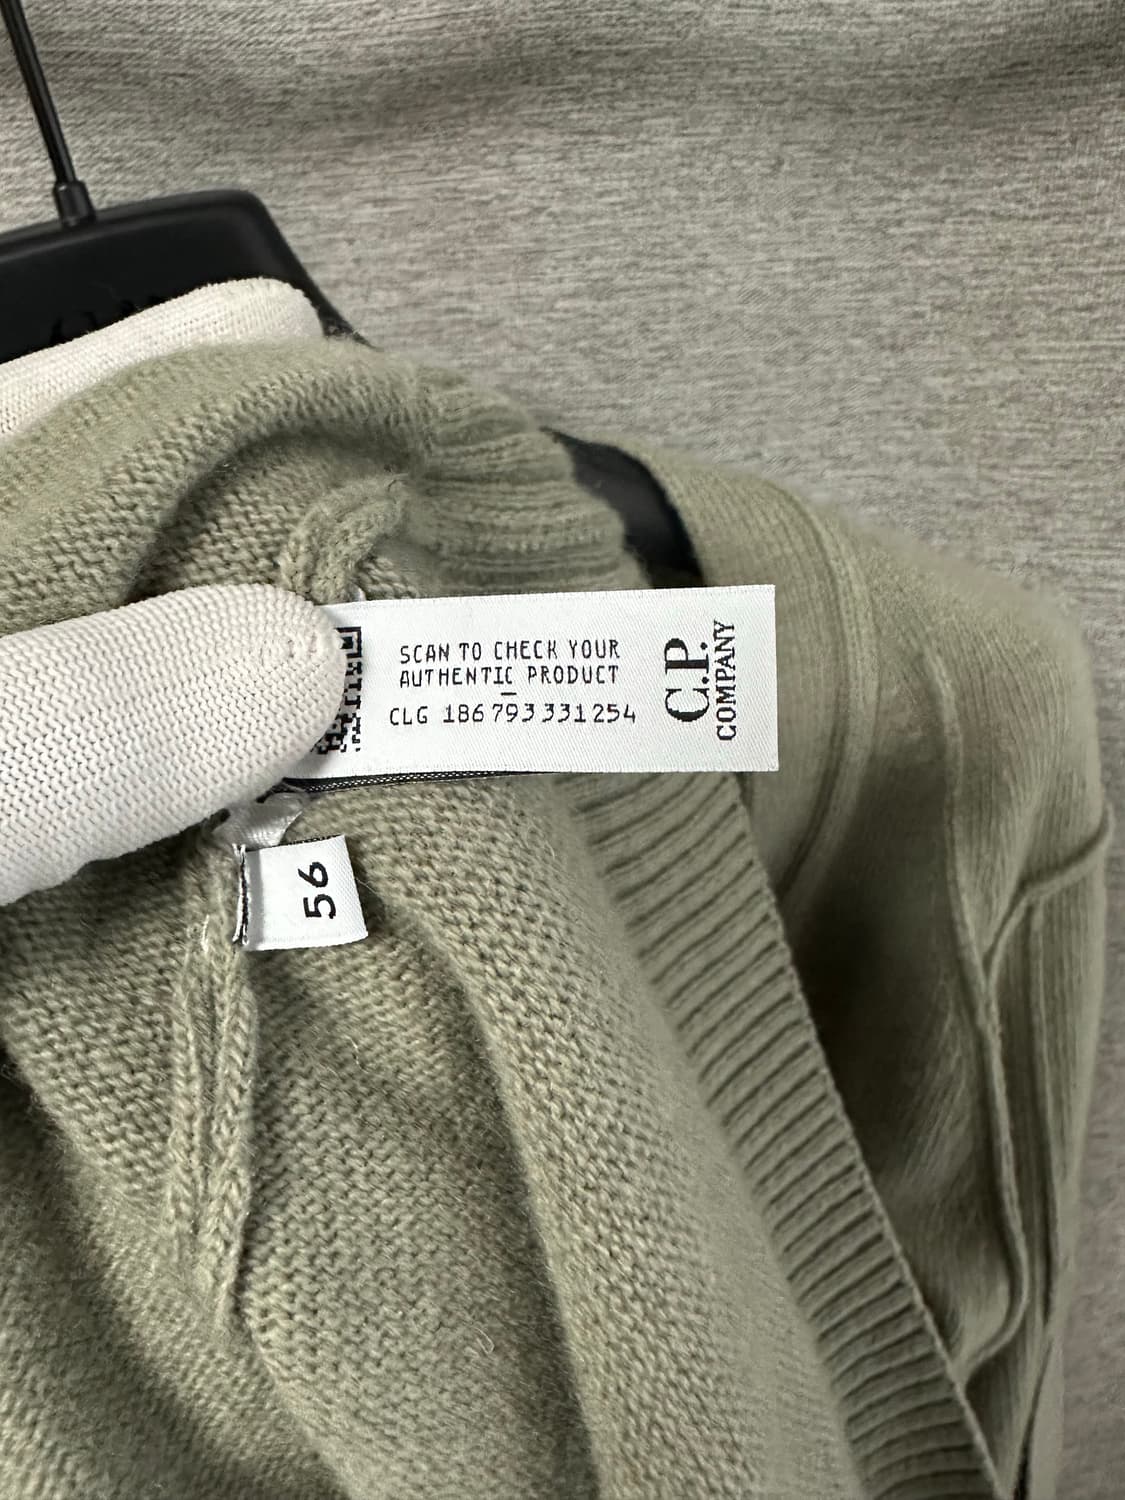 SCAN TO CHECK YOUR
AUTHENTIC PRODUCT
CLG 186793331254
C.P.
COMPANY
56